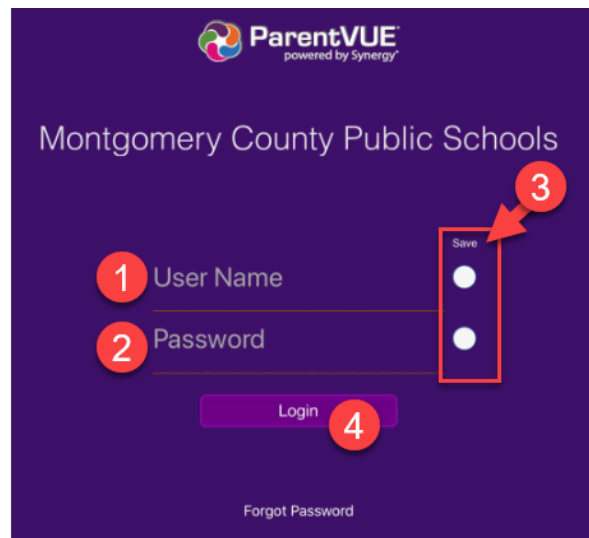 ParentVUE
powered by Synergy
Montgomery County Public Schools
3
Save
1 User Name
2 Password
Login 4
Forgot Password